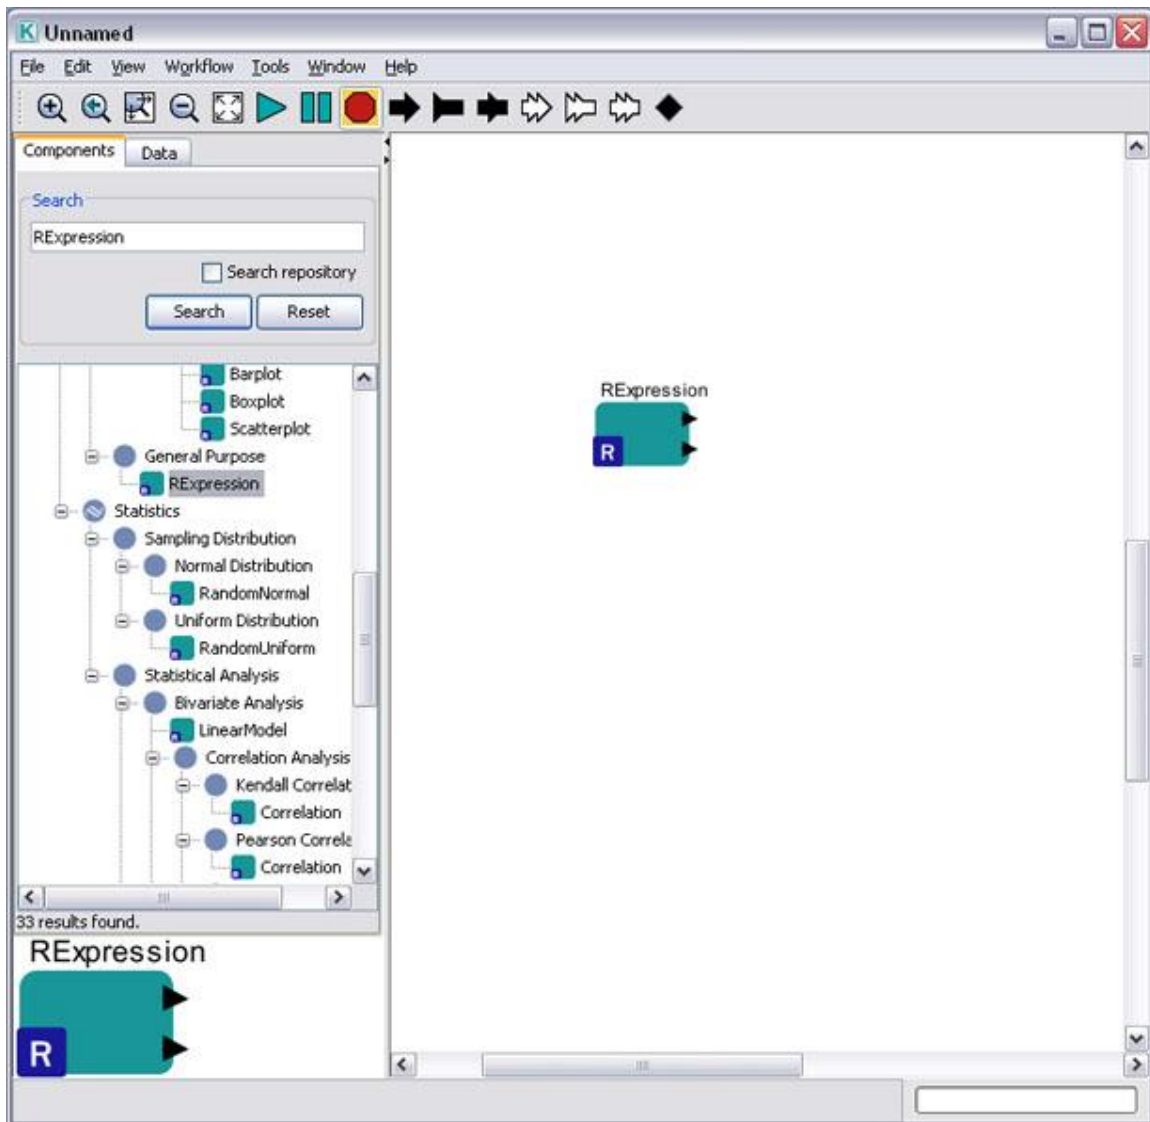 K Unnamed
File Edit View Workflow Tools Window Help
Components Data
Search
RExpression
Search repository
Search Reset
Barplot
Boxplot
Scatterplot
General Purpose
RExpression
Statistics
Sampling Distribution
Normal Distribution
RandomNormal
Uniform Distribution
RandomUniform
Statistical Analysis
Bivariate Analysis
LinearModel
Correlation Analysis
Kendall Correlat
Correlation
Pearson Correla
Correlation
33 results found.
RExpression
R
RExpression
R